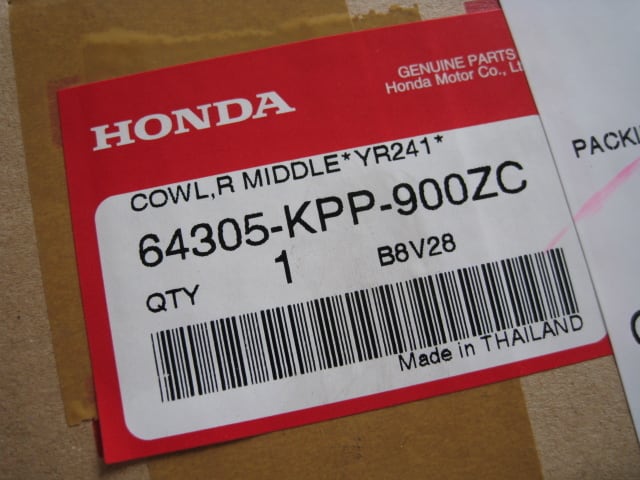 GENUINE PARTS
Honda Motor Co., Lt
HONDA
COWL,R MIDDLE*YR241*
64305-KPP-900ZC
QTY 1 B8V28
Made in THAILAND
PACKI